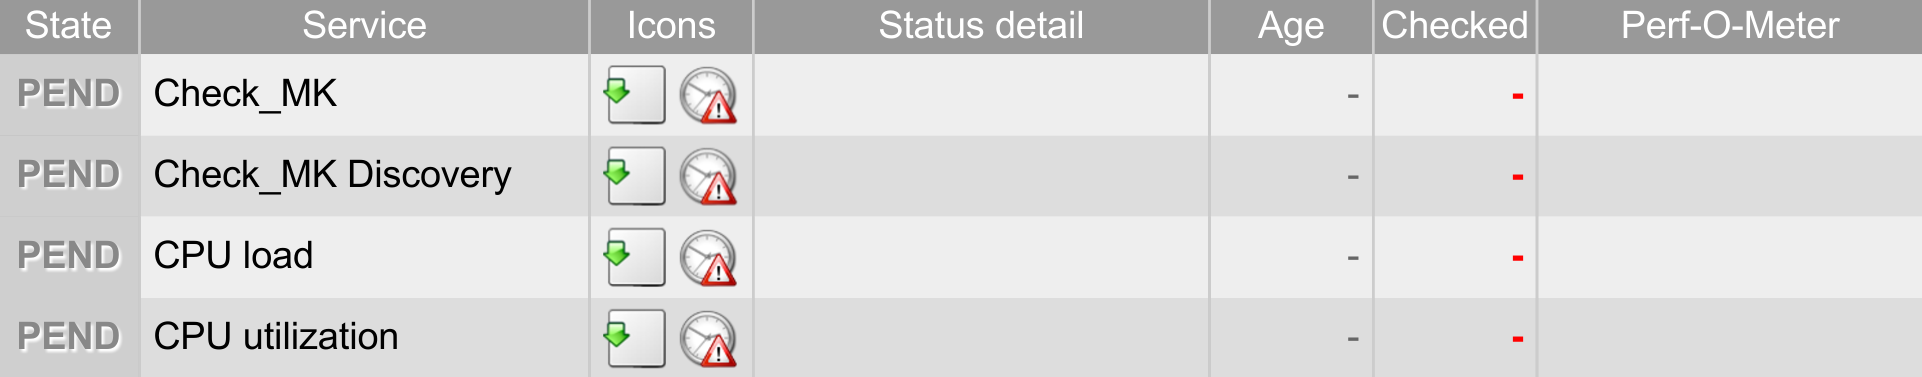 State Service Icons Status detail Age Checked Perf-O-Meter
PEND Check_MK - -
PEND Check_MK Discovery - -
PEND CPU load - -
PEND CPU utilization - -